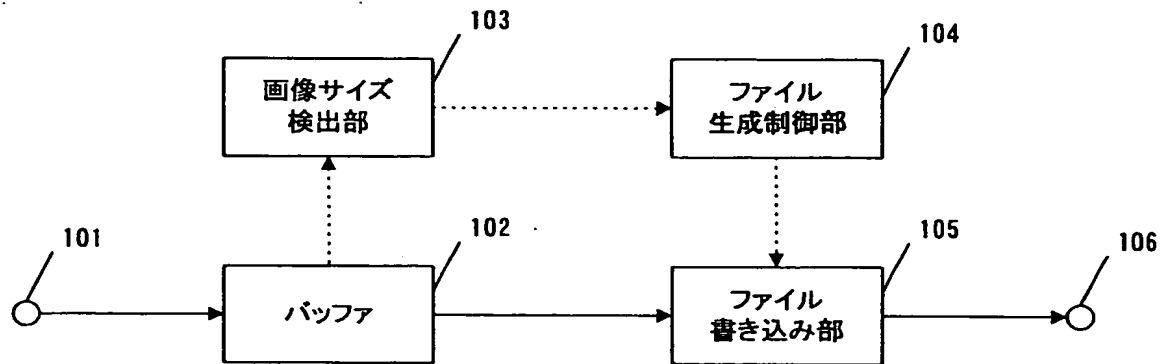 103
104
画像サイズ
検出部
ファイル
生成制御部
101
102
105
106
バッファ
ファイル
書き込み部